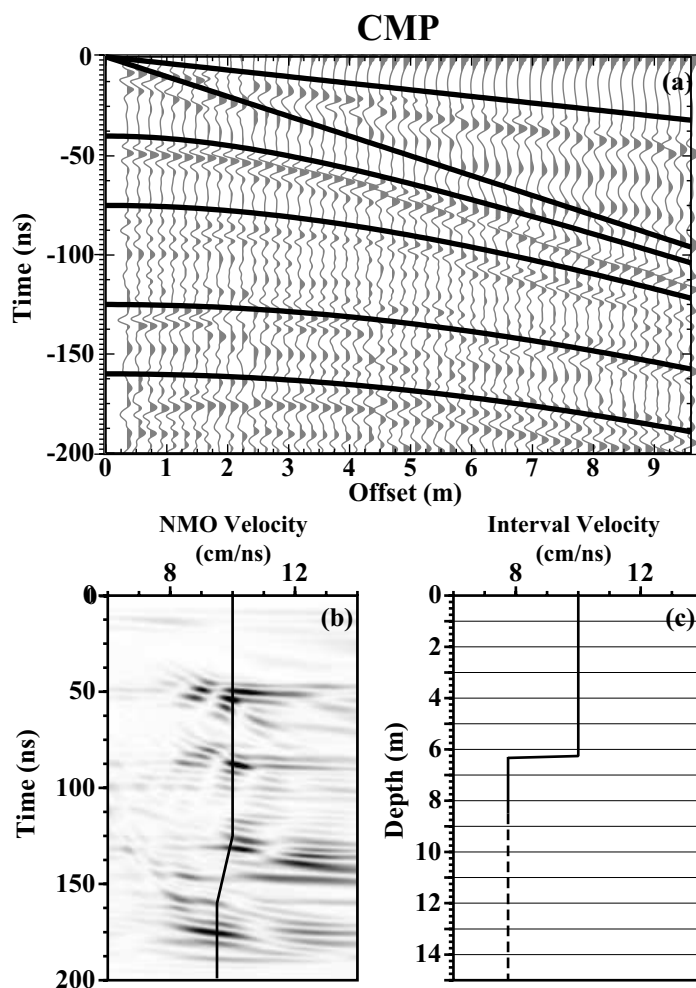 CMP
(a)
0
-50
-100
-150
-200
Time (ns)
0 1 2 3 4 5 6 7 8 9
Offset (m)
NMO Velocity
(cm/ns)
8 12
0
50
100
150
200
Time (ns)
(b)
Interval Velocity
(cm/ns)
8 12
0
2
4
6
8
10
12
14
Depth (m)
(c)